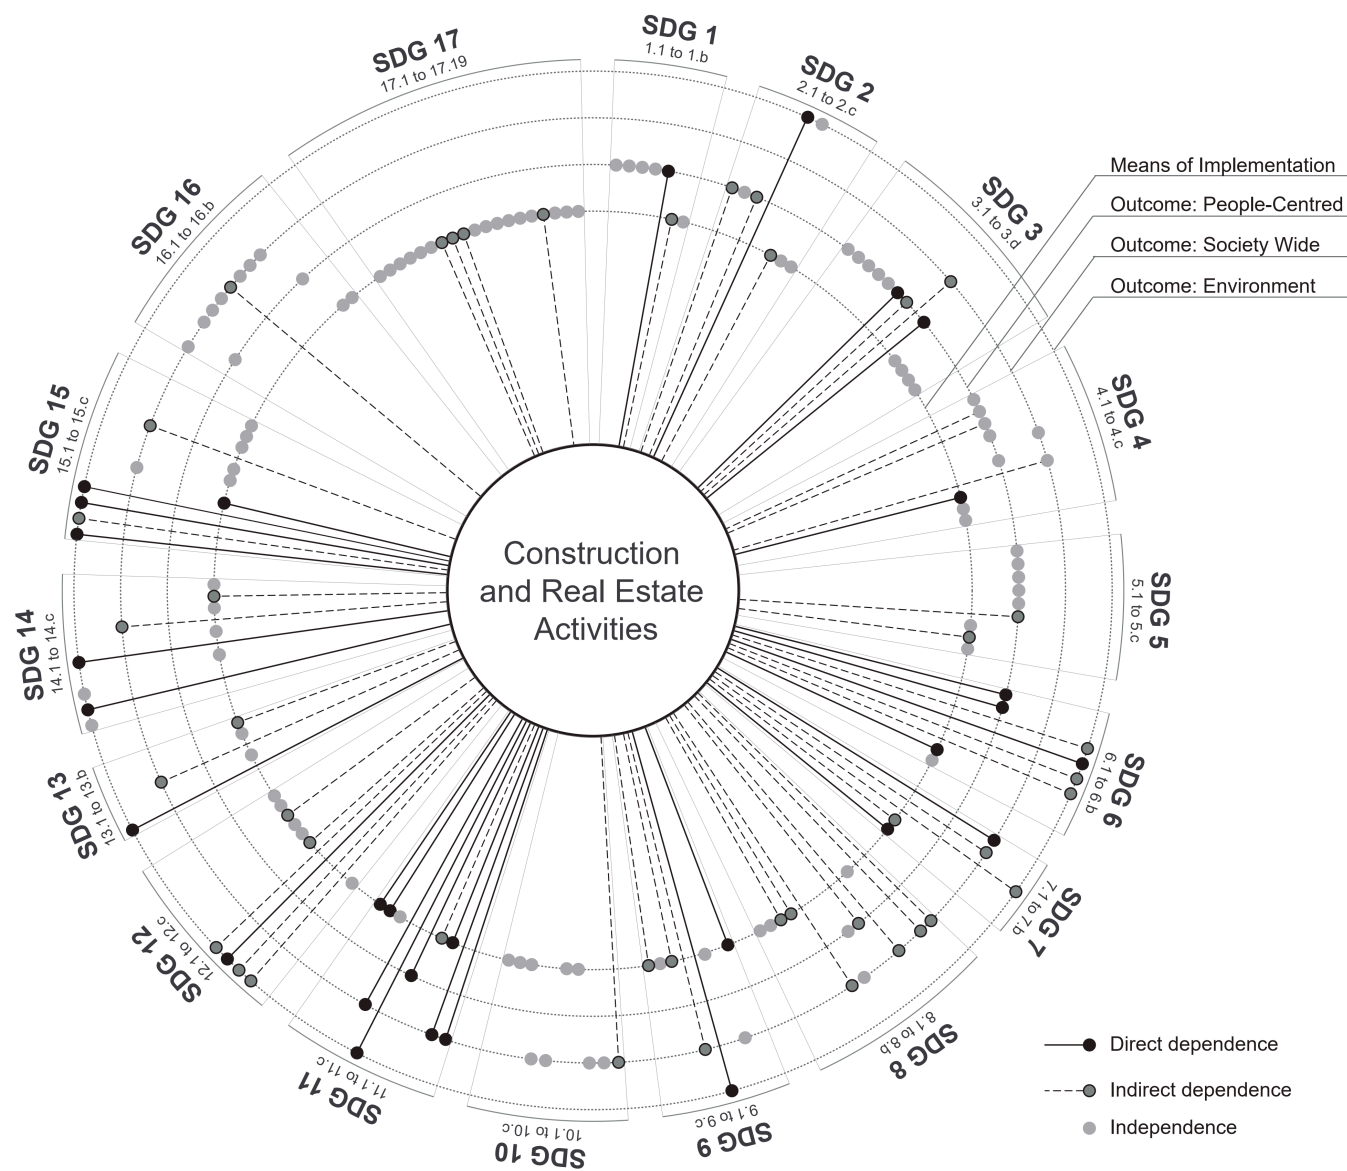 SDG 1
1.1 to 1.b
SDG 2
2.1 to 2.c
SDG 3
3.1 to 3.d
SDG 4
4.1 to 4.c
SDG 5
5.1 to 5.c
SDG 6
6.1 to 6.b
SDG 7
7.1 to 7.b
SDG 8
8.1 to 8.b
SDG 9
9.1 to 9.c
SDG 10
10.1 to 10.c
SDG 11
11.1 to 11.c
SDG 12
12.1 to 12.c
SDG 13
13.1 to 13.b
SDG 14
14.1 to 14.c
SDG 15
15.1 to 15.c
SDG 16
16.1 to 16.b
SDG 17
17.1 to 17.19
Means of Implementation
Outcome: People-Centred
Outcome: Society Wide
Outcome: Environment
Construction
and Real Estate
Activities
Direct dependence
Indirect dependence
Independence